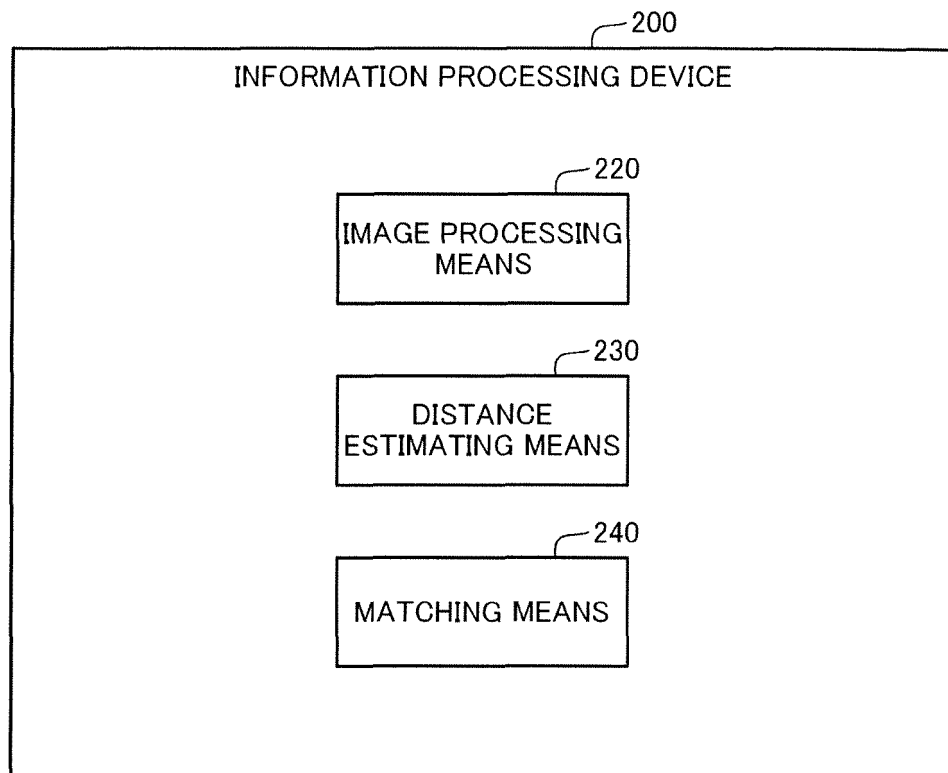 200
INFORMATION PROCESSING DEVICE
220
IMAGE PROCESSING
MEANS
230
DISTANCE
ESTIMATING MEANS
240
MATCHING MEANS